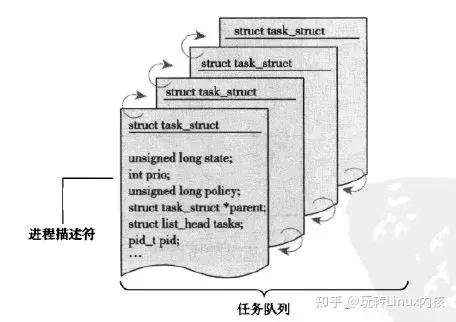 struct task_struct
struct task_struct
struct task_struct
struct task_struct
unsigned long state;
int prio;
unsigned long policy;
struct task_struct *parent;
struct list_head tasks;
pid_t pid;
...
进程描述符
任务队列
知乎 @玩转Linux内核